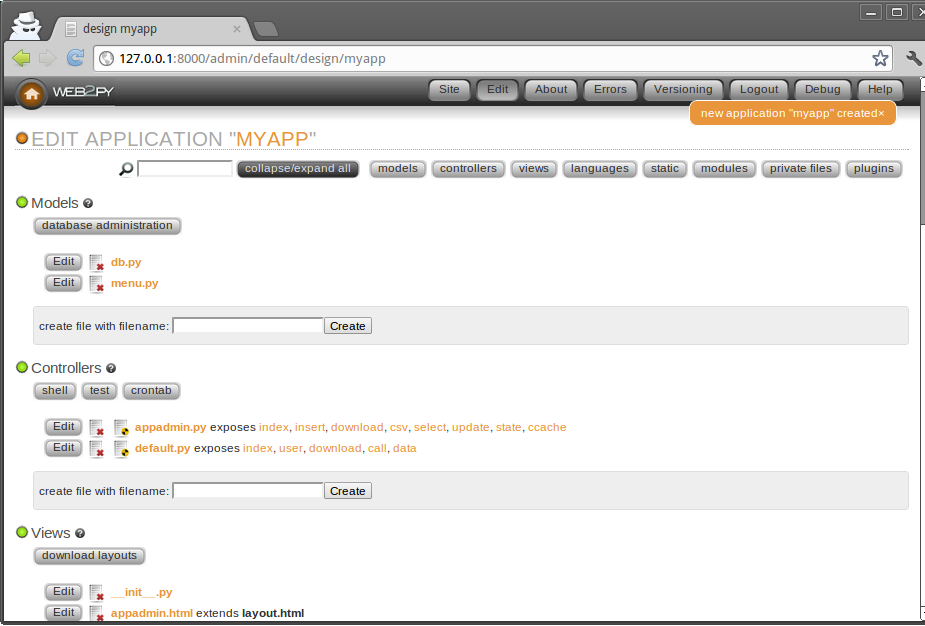 design myapp
127.0.0.1:8000/admin/default/design/myapp
WEB2PY
Site Edit About Errors Versioning Logout Debug Help
new application "myapp" created×
EDIT APPLICATION "MYAPP"
collapse/expand all models controllers views languages static modules private files plugins
Models ?
database administration
Edit db.py
Edit menu.py
create file with filename: Create
Controllers ?
shell test crontab
Edit appadmin.py exposes index, insert, download, csv, select, update, state, ccache
Edit default.py exposes index, user, download, call, data
create file with filename: Create
Views ?
download layouts
Edit __init__.py
Edit appadmin.html extends layout.html